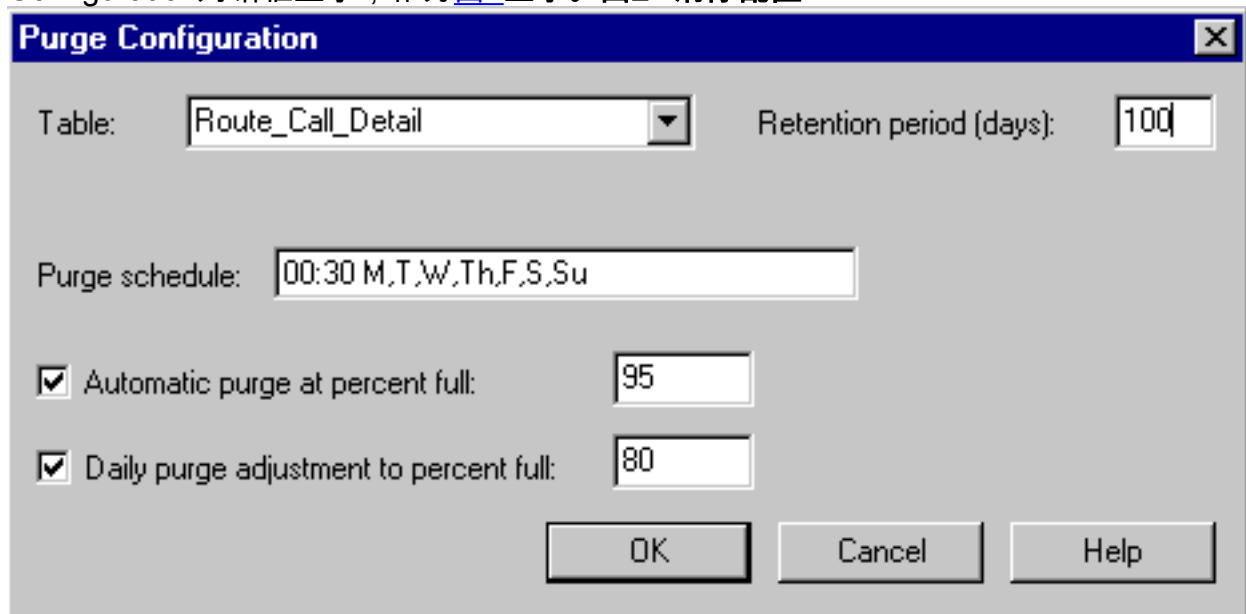 Purge Configuration
Table: Route_Call_Detail Retention period (days): 100
Purge schedule: 00:30 M,T,W,Th,F,S,Su
Automatic purge at percent full: 95
Daily purge adjustment to percent full: 80
OK Cancel Help